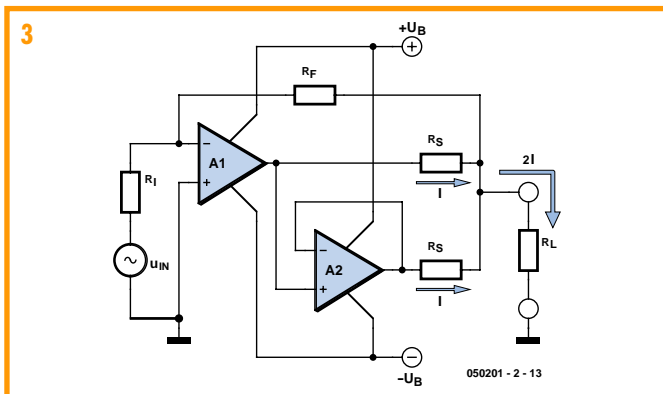 3
+UB
RF
A1
RS
2I
RI
I
uIN
A2
RS
RL
I
–UB
050201 - 2 - 13
–
+
–
+
+
–
~